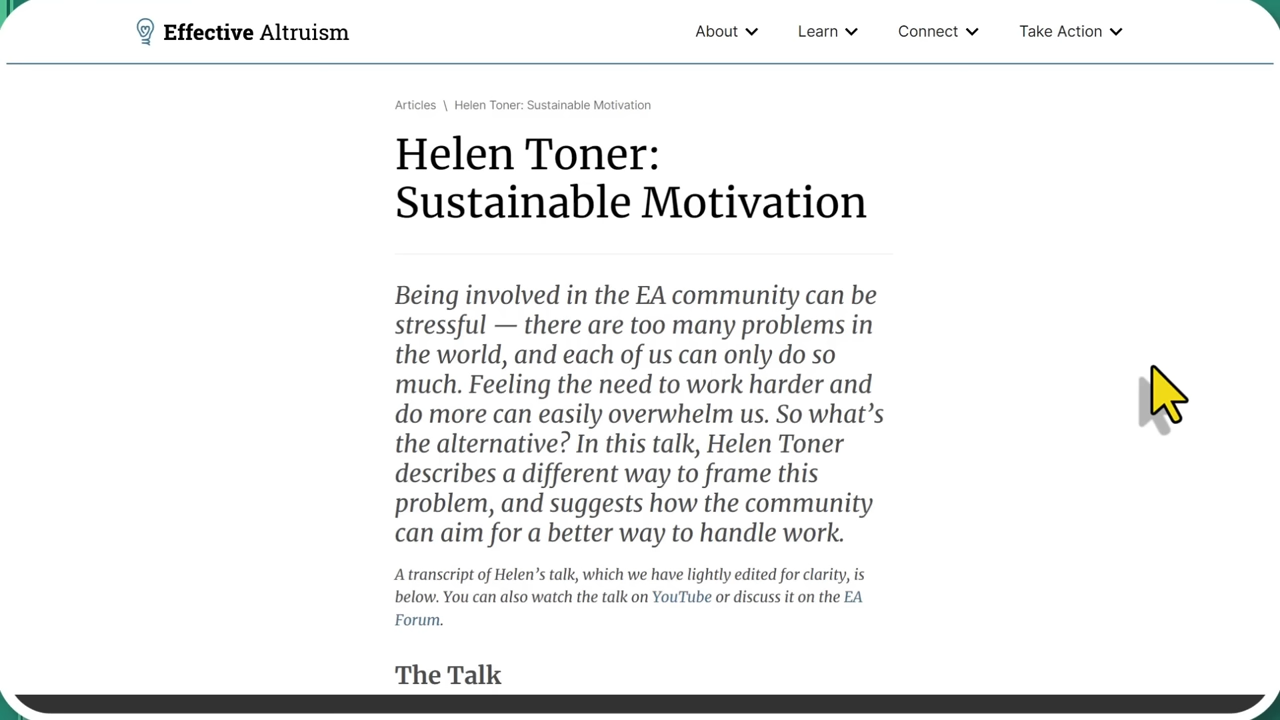 Effective Altruism
About
Learn
Connect
Take Action
Articles \ Helen Toner: Sustainable Motivation
Helen Toner:
Sustainable Motivation
Being involved in the EA community can be
stressful — there are too many problems in
the world, and each of us can only do so
much. Feeling the need to work harder and
do more can easily overwhelm us. So what’s
the alternative? In this talk, Helen Toner
describes a different way to frame this
problem, and suggests how the community
can aim for a better way to handle work.
A transcript of Helen’s talk, which we have lightly edited for clarity, is
below. You can also watch the talk on YouTube or discuss it on the EA
Forum.
The Talk